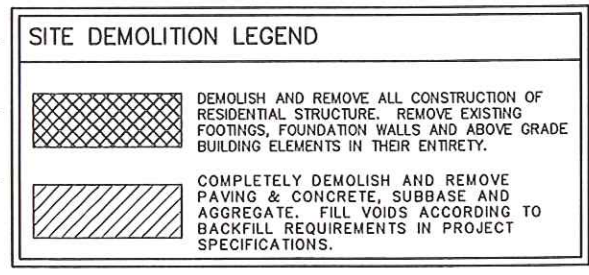 SITE DEMOLITION LEGEND
DEMOLISH AND REMOVE ALL CONSTRUCTION OF
RESIDENTIAL STRUCTURE. REMOVE EXISTING
FOOTINGS, FOUNDATION WALLS AND ABOVE GRADE
BUILDING ELEMENTS IN THEIR ENTIRETY.
COMPLETELY DEMOLISH AND REMOVE
PAVING & CONCRETE, SUBBASE AND
AGGREGATE. FILL VOIDS ACCORDING TO
BACKFILL REQUIREMENTS IN PROJECT
SPECIFICATIONS.